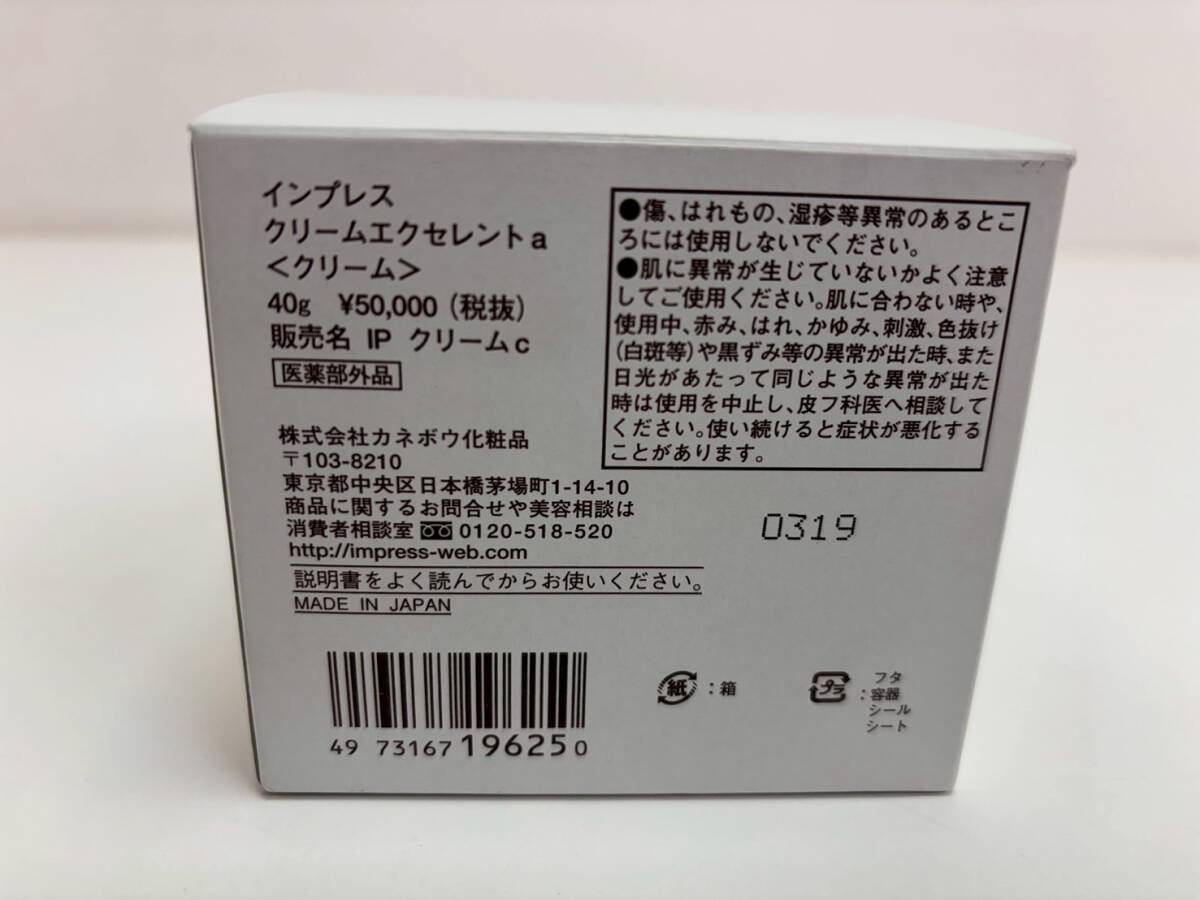 インプレス
クリームエクセレントa
<クリーム>
40g ¥50,000(税抜)
販売名 IP クリームc
医薬部外品
株式会社カネボウ化粧品
〒103-8210
東京都中央区日本橋茅場町1-14-10
商品に関するお問合せや美容相談は
消費者相談室 0120-518-520
http://impress-web.com
説明書をよく読んでからお使いください。
MADE IN JAPAN
●傷、はれもの、湿疹等異常のあるとこ
ろには使用しないでください。
●肌に異常が生じていないかよく注意
してご使用ください。肌に合わない時や、
使用中、赤み、はれ、かゆみ、刺激、色抜け
(白斑等)や黒ずみ等の異常が出た時、また
日光があたって同じような異常が出た
時は使用を中止し、皮フ科医へ相談して
ください。使い続けると症状が悪化する
ことがあります。
0319
49 73167 19625 0
紙:箱
プラ:フタ
容器
シール
シート